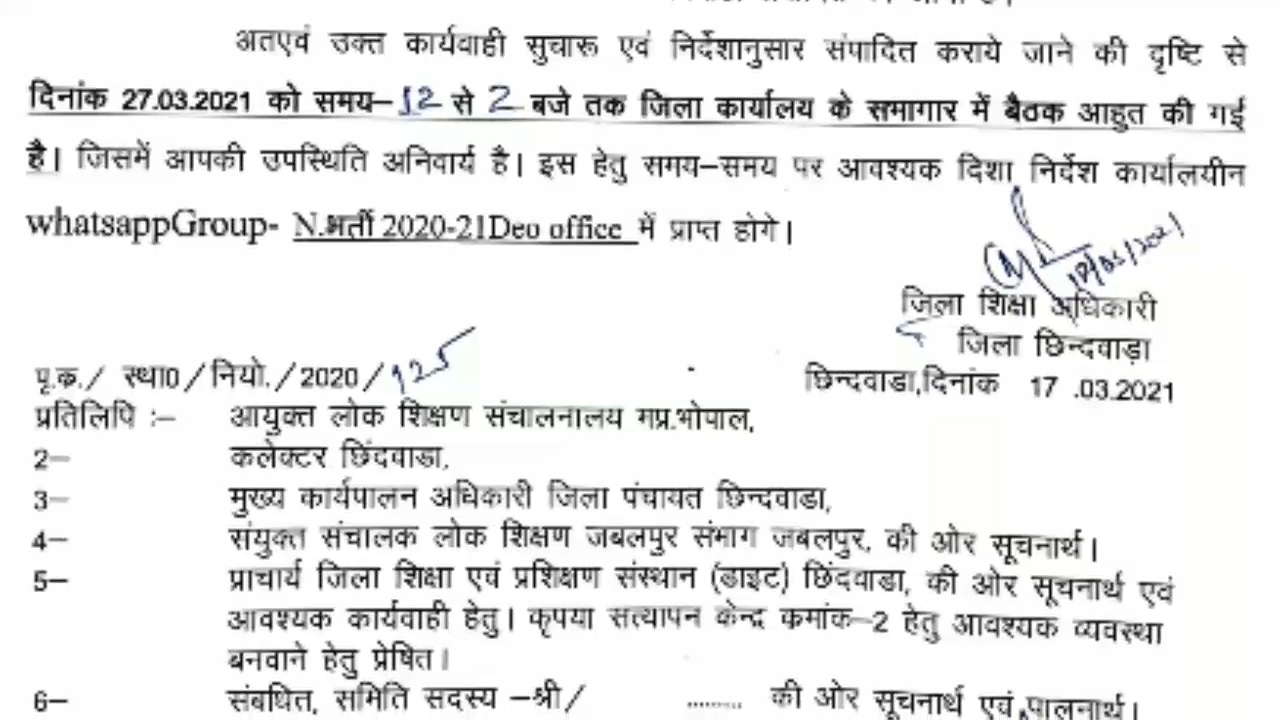 अतएवं उक्त कार्यवाही सुचारू एवं निर्देशानुसार संपादित कराये जाने की दृष्टि से
दिनांक 27.03.2021 को समय– 12 से 2 बजे तक जिला कार्यालय के समागार में बैठक आहुत की गई
है। जिसमें आपकी उपस्थिति अनिवार्य है। इस हेतु समय–समय पर आवश्यक दिशा निर्देश कार्यालयीन
whatsappGroup- N.भर्ती 2020-21Deo office में प्राप्त होगे।
जिला शिक्षा अधिकारी
जिला छिन्दवाड़ा
पृ.क./ स्था0/नियो./2020/125
छिन्दवाडा,दिनांक 17 .03.2021
प्रतिलिपि :– आयुक्त लोक शिक्षण संचालनालय मप्र.भोपाल,
2– कलेक्टर छिंदवाडा,
3– मुख्य कार्यपालन अधिकारी जिला पंचायत छिन्दवाडा,
4– संयुक्त संचालक लोक शिक्षण जबलपुर संभाग जबलपुर, की ओर सूचनार्थ।
5– प्राचार्य जिला शिक्षा एवं प्रशिक्षण संस्थान (डाइट) छिंदवाडा, की ओर सूचनार्थ एवं
आवश्यक कार्यवाही हेतु। कृपया सत्यापन केन्द्र कमांक–2 हेतु आवश्यक व्यवस्था
बनवाने हेतु प्रेषित।
6– संबधित, समिति सदस्य –श्री/ ......... की ओर सूचनार्थ एवं पालनार्थ।